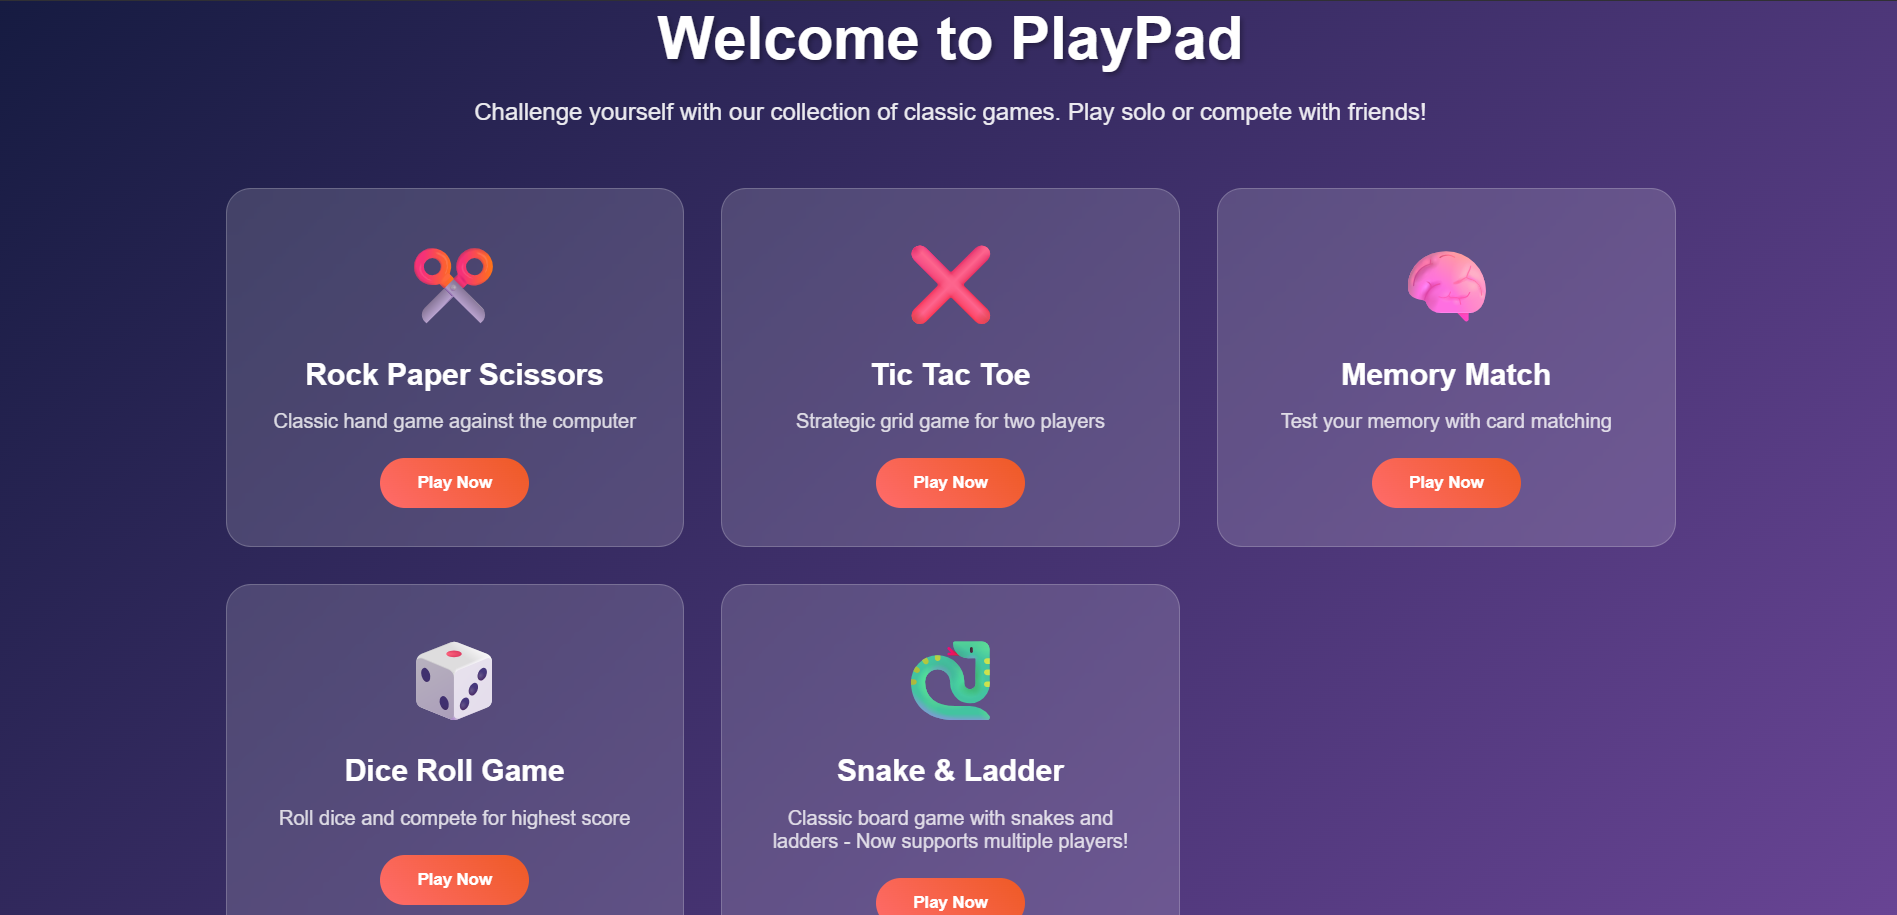 Welcome to PlayPad
Challenge yourself with our collection of classic games. Play solo or compete with friends!
Rock Paper Scissors
Classic hand game against the computer
Play Now
Tic Tac Toe
Strategic grid game for two players
Play Now
Memory Match
Test your memory with card matching
Play Now
Dice Roll Game
Roll dice and compete for highest score
Play Now
Snake & Ladder
Classic board game with snakes and
ladders - Now supports multiple players!
Play Now